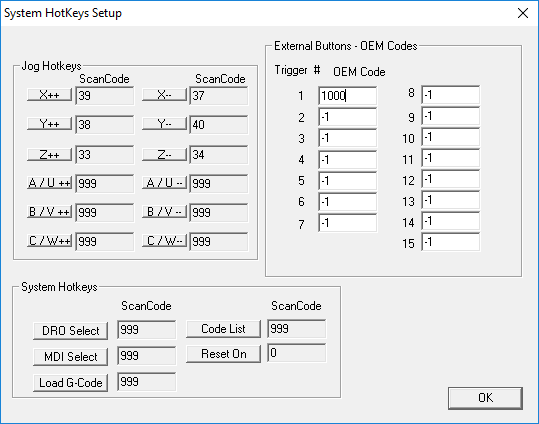 System HotKeys Setup
External Buttons - OEM Codes
Jog Hotkeys
ScanCode ScanCode
X++ 39 X-- 37
Y++ 38 Y-- 40
Z++ 33 Z-- 34
A / U ++ 999 A / U -- 999
B / V ++ 999 B / V -- 999
C / W++ 999 C / W-- 999
Trigger # OEM Code
1 1000 8 -1
2 -1 9 -1
3 -1 10 -1
4 -1 11 -1
5 -1 12 -1
6 -1 13 -1
7 -1 14 -1
15 -1
System Hotkeys
ScanCode ScanCode
DRO Select 999 Code List 999
MDI Select 999 Reset On 0
Load G-Code 999
OK